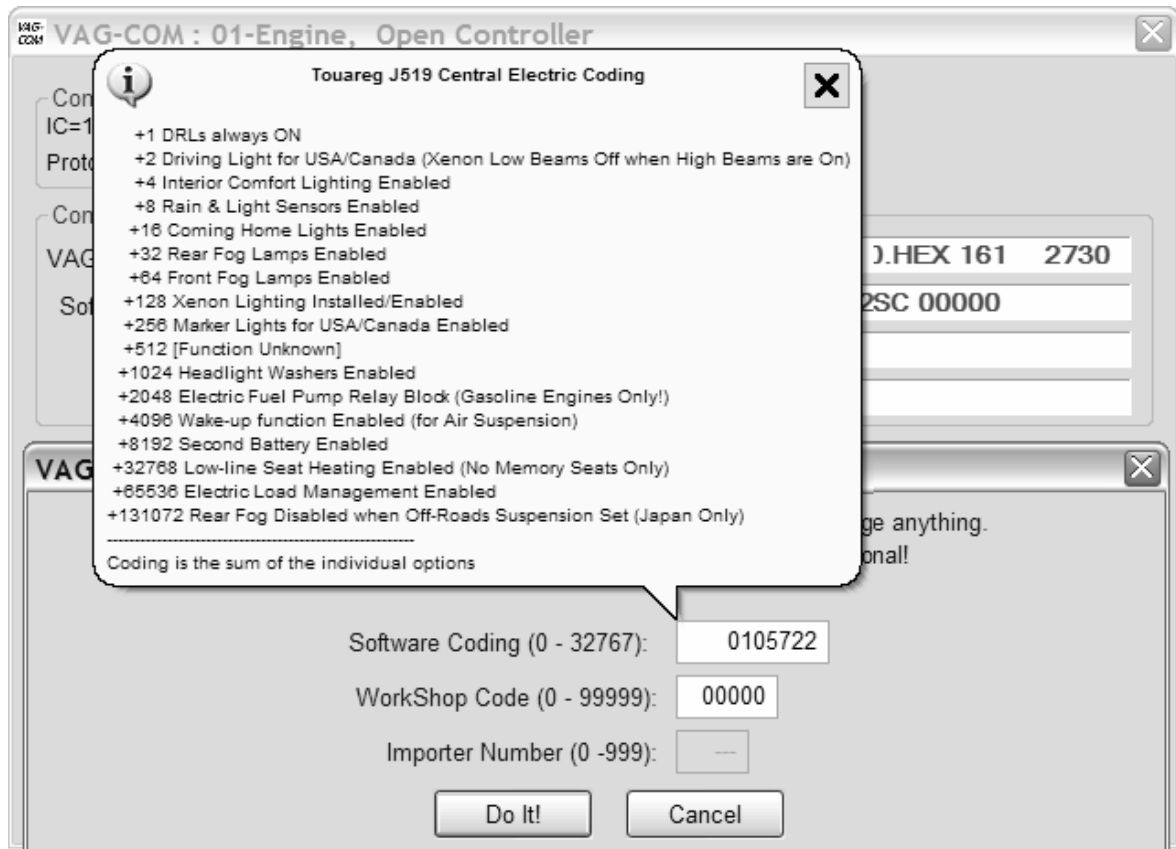 VAG-COM VAG-COM : 01-Engine, Open Controller
Touareg J519 Central Electric Coding
Con
IC=1
Proto
+1 DRLs always ON
+2 Driving Light for USA/Canada (Xenon Low Beams Off when High Beams are On)
+4 Interior Comfort Lighting Enabled
+8 Rain & Light Sensors Enabled
Con
+16 Coming Home Lights Enabled
+32 Rear Fog Lamps Enabled
VAG
).HEX 161 2730
+64 Front Fog Lamps Enabled
+128 Xenon Lighting Installed/Enabled
Sof
2SC 00000
+256 Marker Lights for USA/Canada Enabled
+512 [Function Unknown]
+1024 Headlight Washers Enabled
+2048 Electric Fuel Pump Relay Block (Gasoline Engines Only!)
+4096 Wake-up function Enabled (for Air Suspension)
+8192 Second Battery Enabled
+32768 Low-line Seat Heating Enabled (No Memory Seats Only)
VAG
+65536 Electric Load Management Enabled
+131072 Rear Fog Disabled when Off-Roads Suspension Set (Japan Only)
ge anything.
Coding is the sum of the individual options
onal!
Software Coding (0 - 32767): 0105722
WorkShop Code (0 - 99999): 00000
Importer Number (0 -999): ---
Do It! Cancel